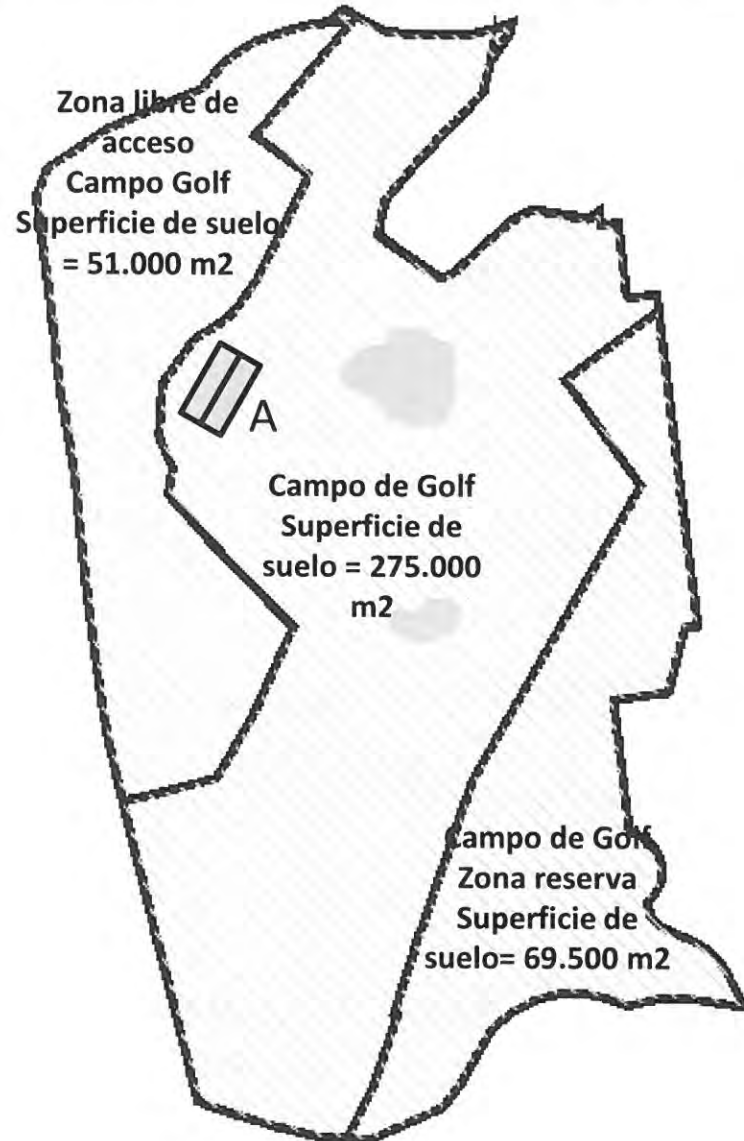 Zona libre de
acceso
Campo Golf
Superficie de suelo
= 51.000 m2
A
Campo de Golf
Superficie de
suelo = 275.000
m2
Campo de Golf
Zona reserva
Superficie de
suelo= 69.500 m2